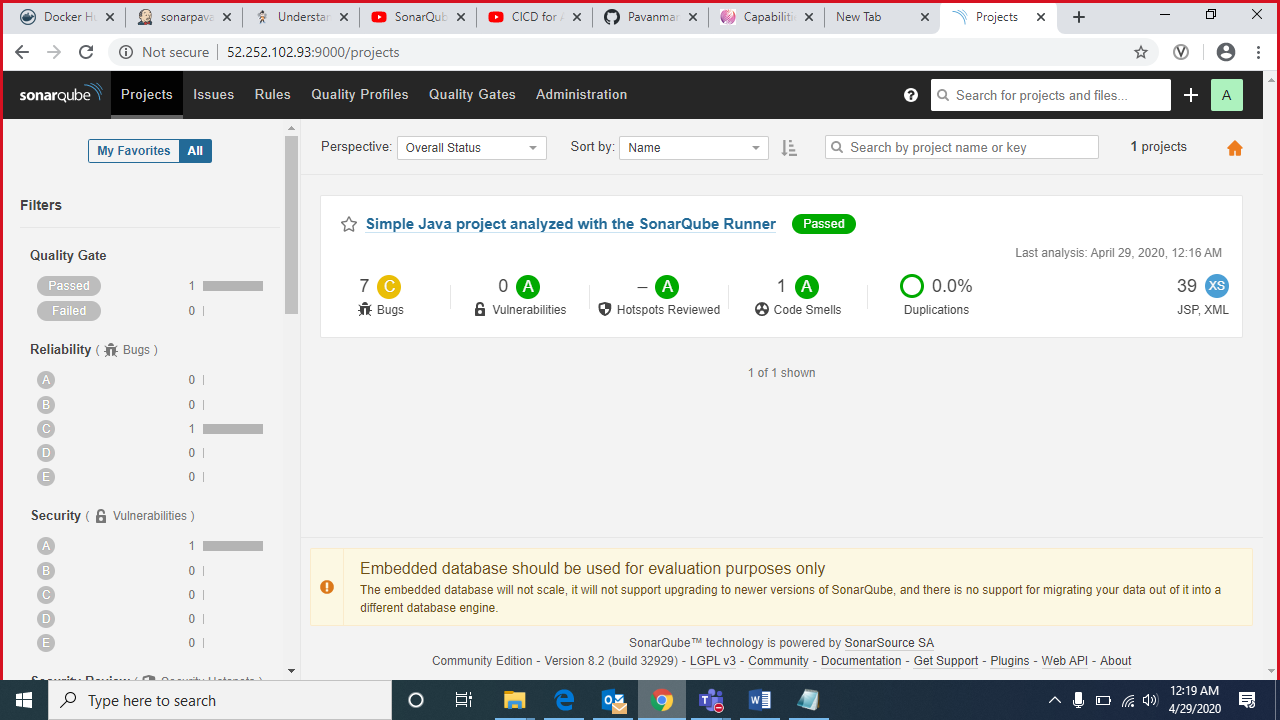 Docker Hu
sonarpava
Understan
SonarQub
CICD for A
Pavanmar
Capabiliti
New Tab
Projects
Not secure
52.252.102.93:9000/projects
sonarqube
Projects
Issues
Rules
Quality Profiles
Quality Gates
Administration
Search for projects and files...
A
My Favorites
All
Perspective:
Overall Status
Sort by:
Name
Search by project name or key
1 projects
Filters
Quality Gate
Passed 1
Failed 0
Reliability ( Bugs )
A 0
B 0
C 1
D 0
E 0
Security ( Vulnerabilities )
A 1
B 0
C 0
D 0
E 0
Simple Java project analyzed with the SonarQube Runner
Passed
Last analysis: April 29, 2020, 12:16 AM
7 C
Bugs
0 A
Vulnerabilities
– A
Hotspots Reviewed
1 A
Code Smells
0.0%
Duplications
39 XS
JSP, XML
1 of 1 shown
Embedded database should be used for evaluation purposes only
The embedded database will not scale, it will not support upgrading to newer versions of SonarQube, and there is no support for migrating your data out of it into a
different database engine.
SonarQube™ technology is powered by SonarSource SA
Community Edition - Version 8.2 (build 32929) - LGPL v3 - Community - Documentation - Get Support - Plugins - Web API - About
Type here to search
12:19 AM
4/29/2020